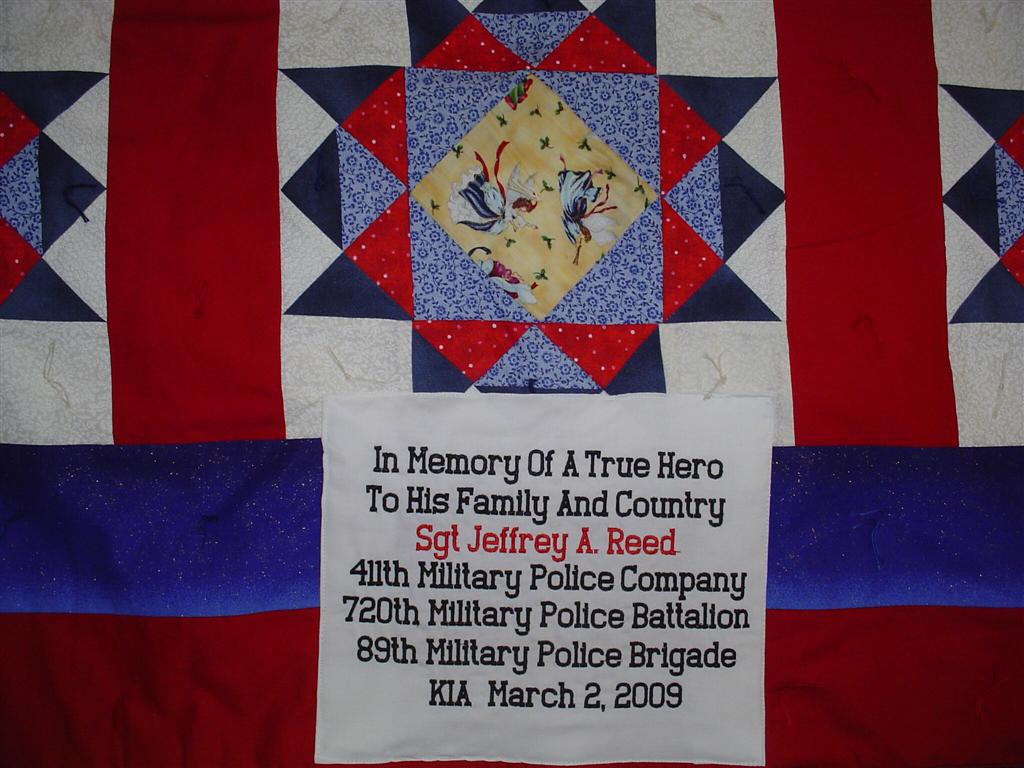 In Memory Of A True Hero
To His Family And Country
Sgt Jeffrey A. Reed
411th Military Police Company
720th Military Police Battalion
89th Military Police Brigade
KIA March 2, 2009